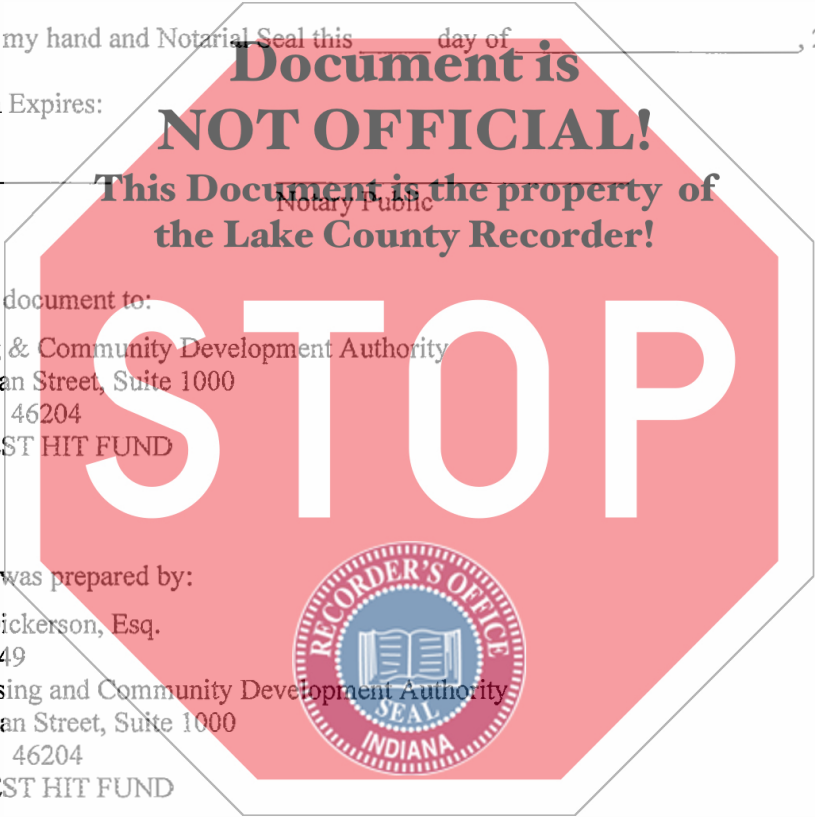 my hand and Notarial Seal this _____ day of ____________________, 2
Document is
Expires:
NOT OFFICIAL!
This Document is the property of
Notary Public
the Lake County Recorder!
document to:
& Community Development Authority
an Street, Suite 1000
46204
ST HIT FUND
STOP
was prepared by:
ickerson, Esq.
49
sing and Community Development Authority
an Street, Suite 1000
46204
EST HIT FUND
RECORDER'S OFFICE
SEAL
INDIANA